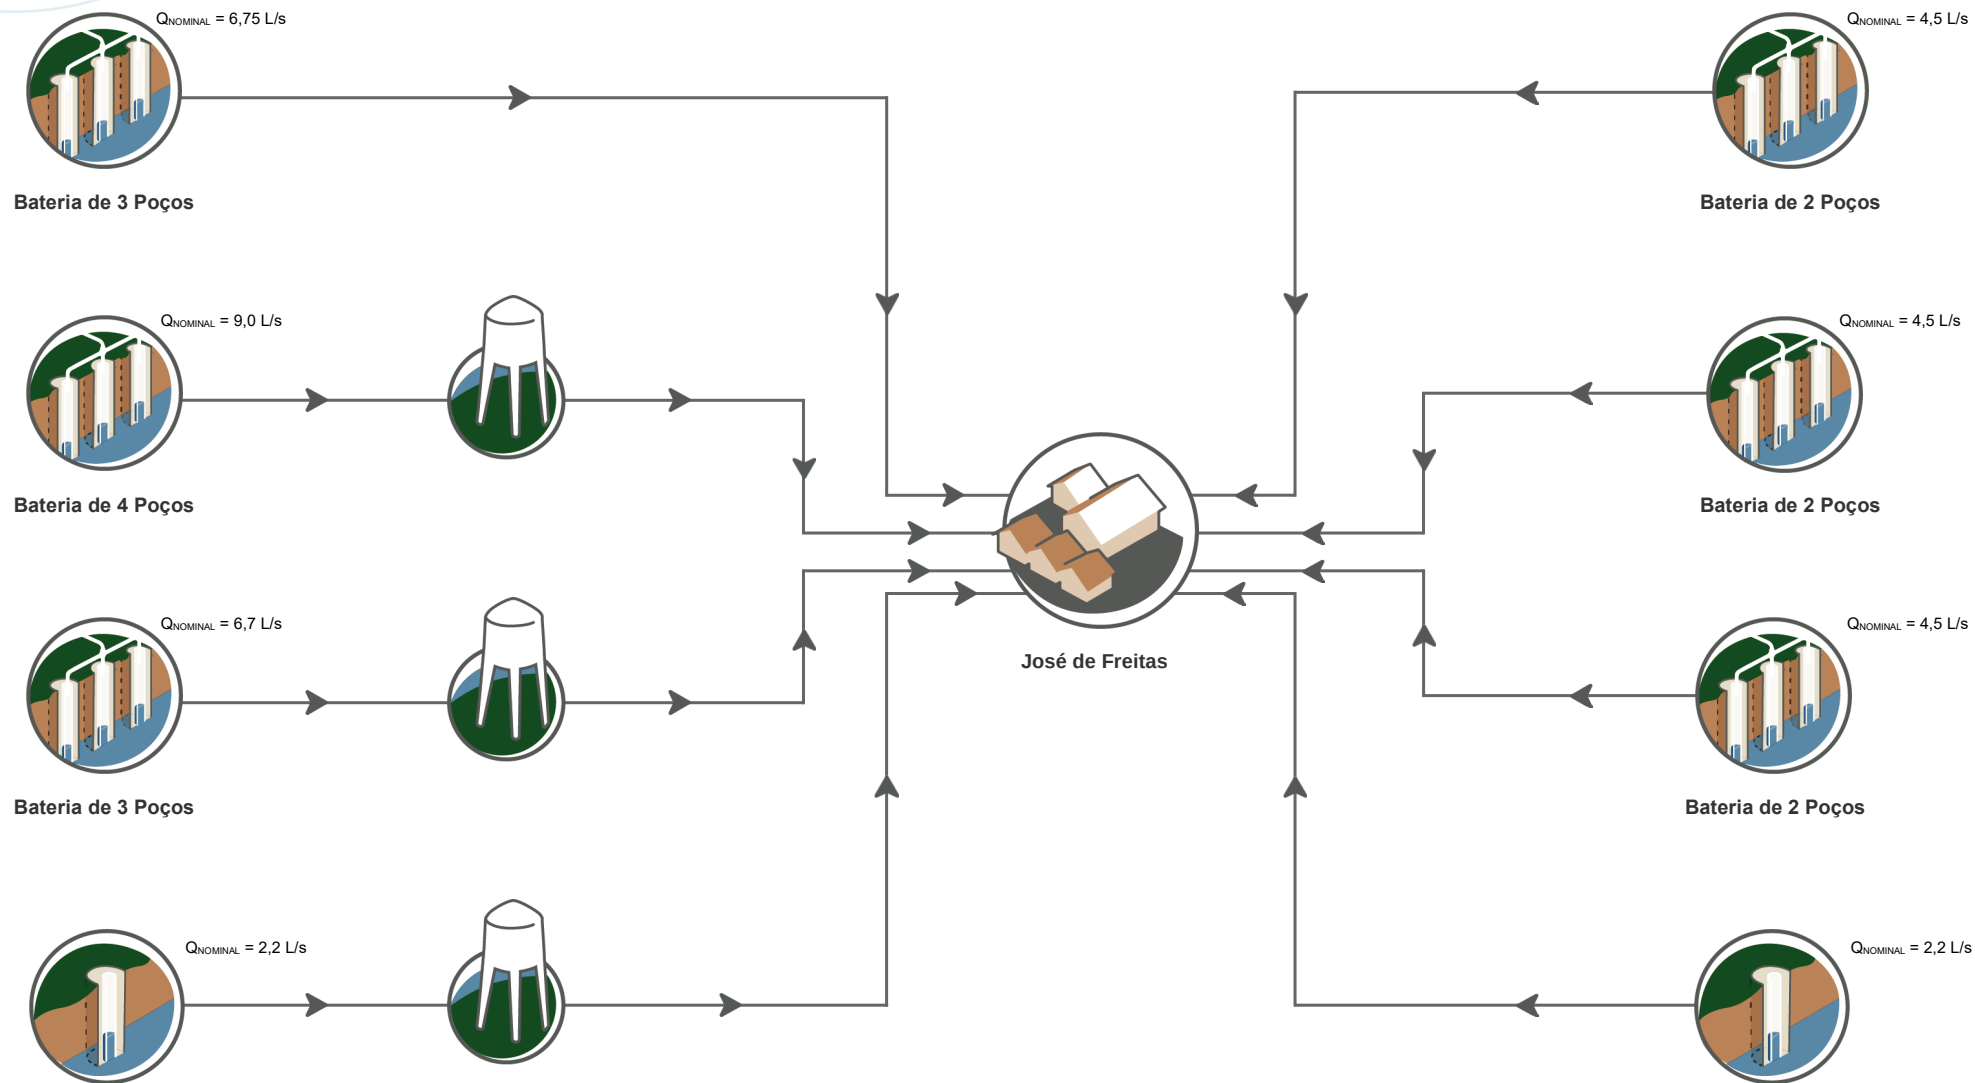 QNOMINAL = 6,75 L/s
QNOMINAL = 4,5 L/s
Bateria de 3 Poços
Bateria de 2 Poços
QNOMINAL = 9,0 L/s
QNOMINAL = 4,5 L/s
Bateria de 4 Poços
Bateria de 2 Poços
QNOMINAL = 6,7 L/s
QNOMINAL = 4,5 L/s
José de Freitas
Bateria de 3 Poços
Bateria de 2 Poços
QNOMINAL = 2,2 L/s
QNOMINAL = 2,2 L/s